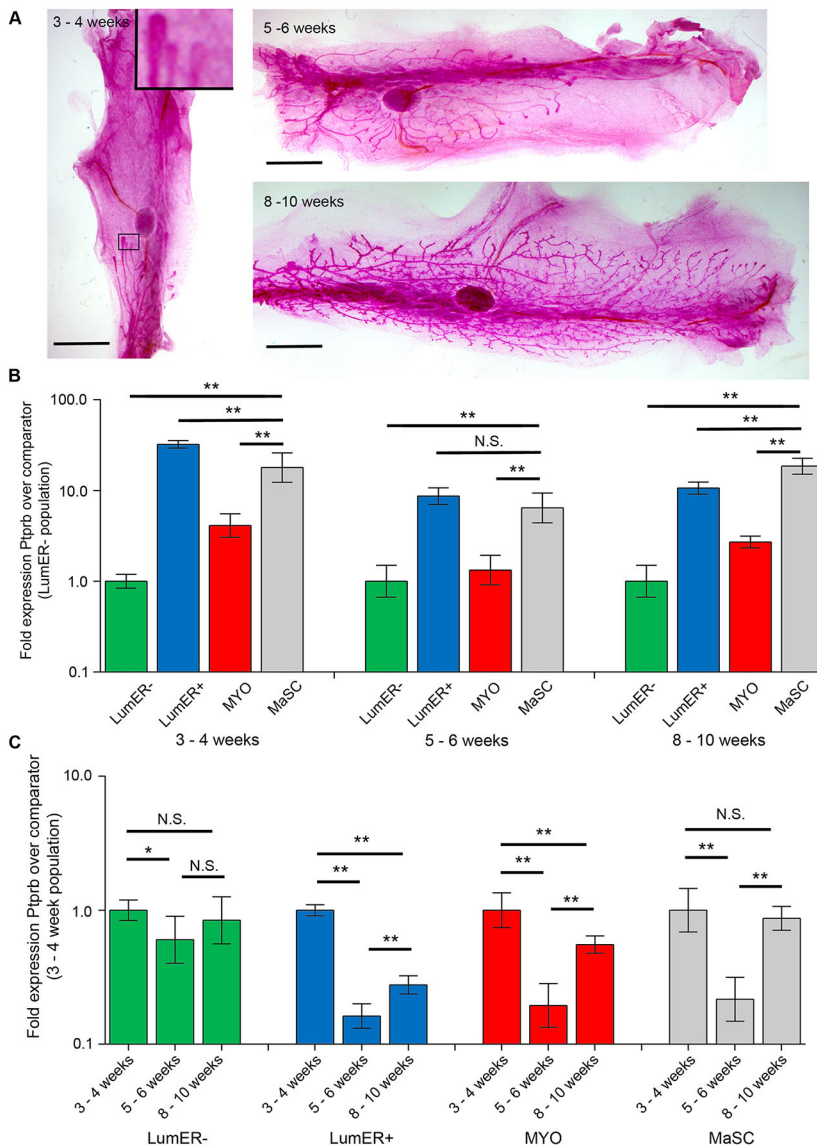 A
3 - 4 weeks
5 -6 weeks
8 -10 weeks
B
Fold expression Ptprb over comparator
(LumER- population)
100.0
10.0
1.0
0.1
**
**
**
**
N.S.
**
**
**
**
LumER-
LumER+
MYO
MaSC
LumER-
LumER+
MYO
MaSC
LumER-
LumER+
MYO
MaSC
3 - 4 weeks
5 - 6 weeks
8 - 10 weeks
C
Fold expression Ptprb over comparator
(3 - 4 week population)
10.0
1.0
0.1
N.S.
*
N.S.
**
**
**
**
**
**
N.S.
**
**
3 - 4 weeks
5 - 6 weeks
8 - 10 weeks
3 - 4 weeks
5 - 6 weeks
8 - 10 weeks
3 - 4 weeks
5 - 6 weeks
8 - 10 weeks
3 - 4 weeks
5 - 6 weeks
8 - 10 weeks
LumER-
LumER+
MYO
MaSC